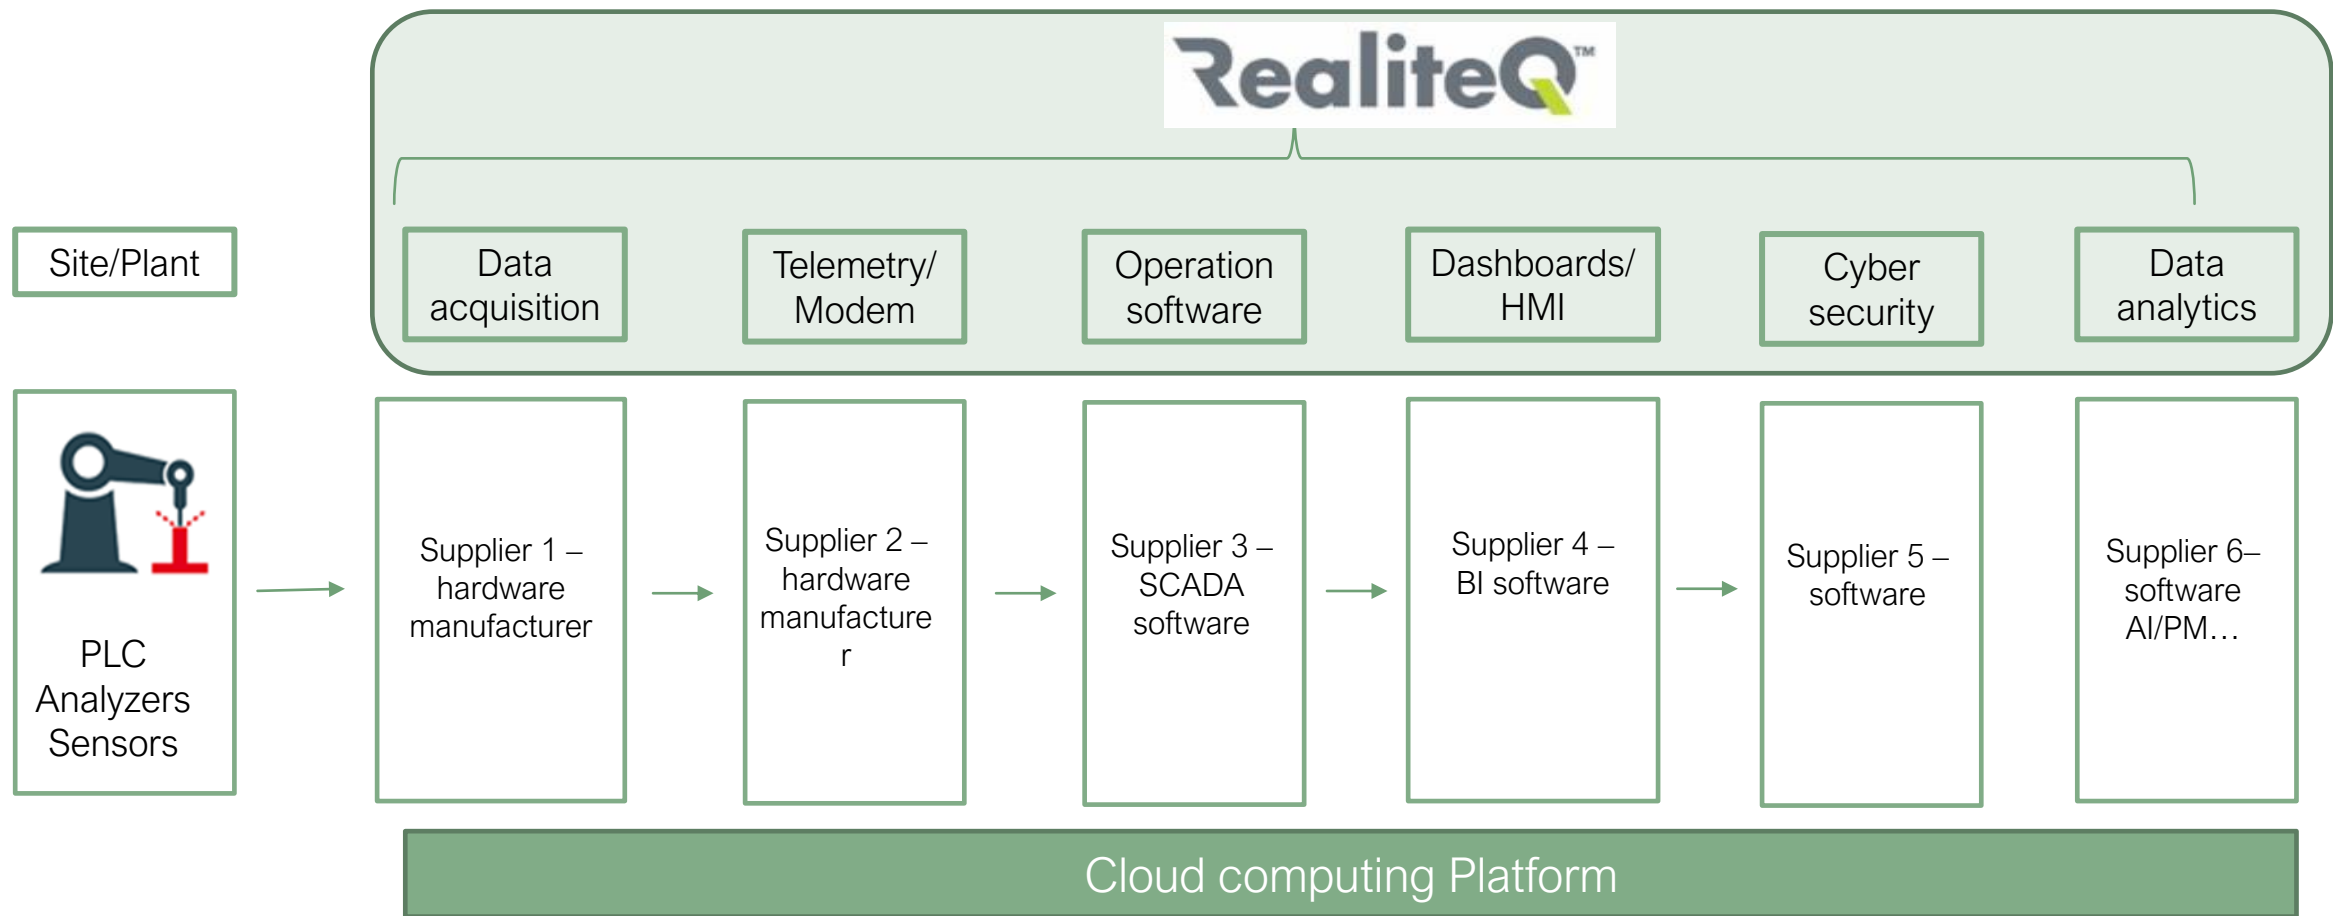 RealiteQ™
Site/Plant
Data
acquisition
Telemetry/
Modem
Operation
software
Dashboards/
HMI
Cyber
security
Data
analytics
PLC
Analyzers
Sensors
Supplier 1 –
hardware
manufacturer
Supplier 2 –
hardware
manufacture
r
Supplier 3 –
SCADA
software
Supplier 4 –
BI software
Supplier 5 –
software
Supplier 6–
software
AI/PM…
Cloud computing Platform